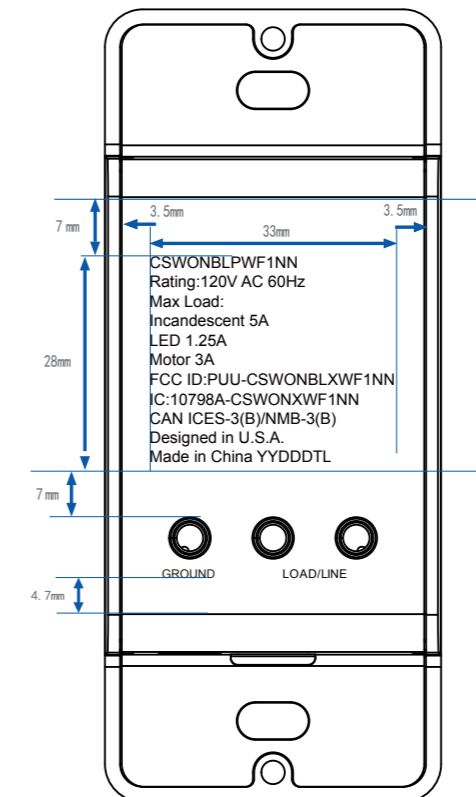 3.5mm
3.5mm
7mm
33mm
CSWONBLPWF1NN
Rating:120V AC 60Hz
Max Load:
Incandescent 5A
LED 1.25A
Motor 3A
FCC ID:PUU-CSWONBLXWF1NN
IC:10798A-CSWONXWF1NN
CAN ICES-3(B)/NMB-3(B)
Designed in U.S.A.
Made in China YYDDDTL
28mm
7mm
GROUND
LOAD/LINE
4.7mm